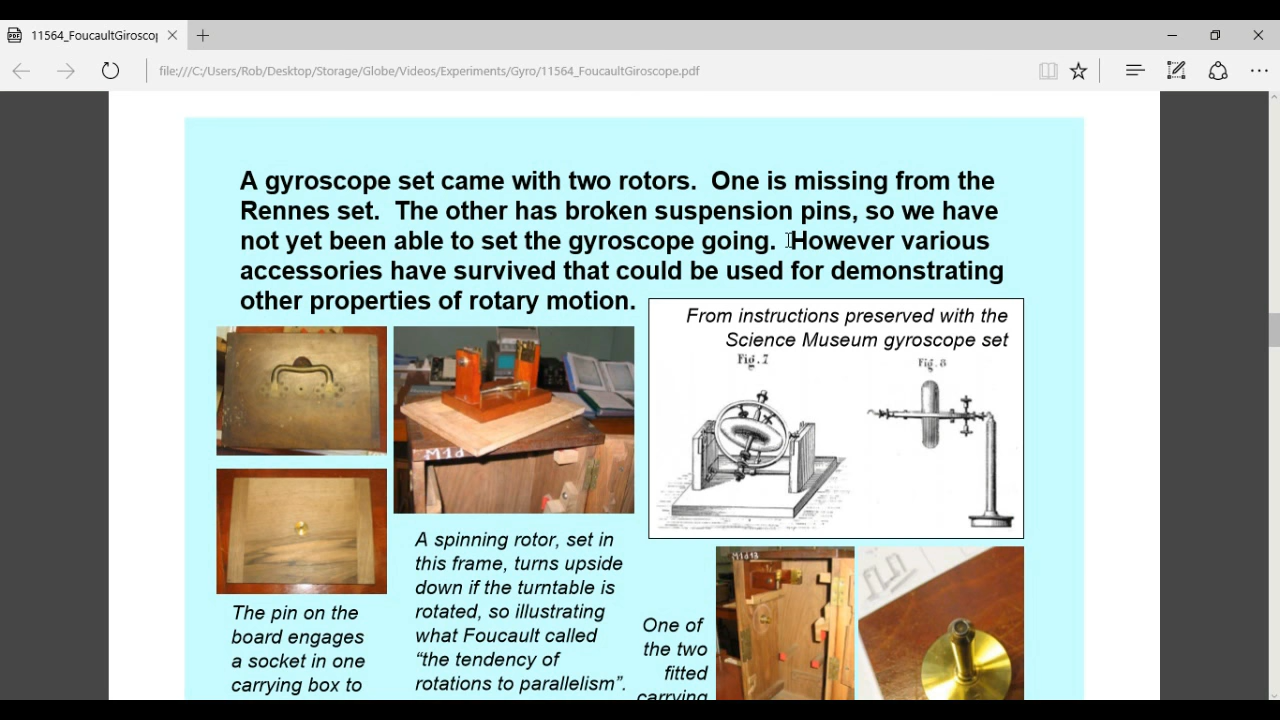 11564_FoucaultGirosco
file:///C:/Users/Rob/Desktop/Storage/Globe/Videos/Experiments/Gyro/11564_FoucaultGiroscope.pdf
A gyroscope set came with two rotors. One is missing from the
Rennes set. The other has broken suspension pins, so we have
not yet been able to set the gyroscope going. However various
accessories have survived that could be used for demonstrating
other properties of rotary motion.
From instructions preserved with the
Science Museum gyroscope set
Fig.7
Fig.8
M1d
A spinning rotor, set in
this frame, turns upside
down if the turntable is
rotated, so illustrating
what Foucault called
“the tendency of
rotations to parallelism”.
The pin on the
board engages
a socket in one
carrying box to
One of
the two
fitted
carrying